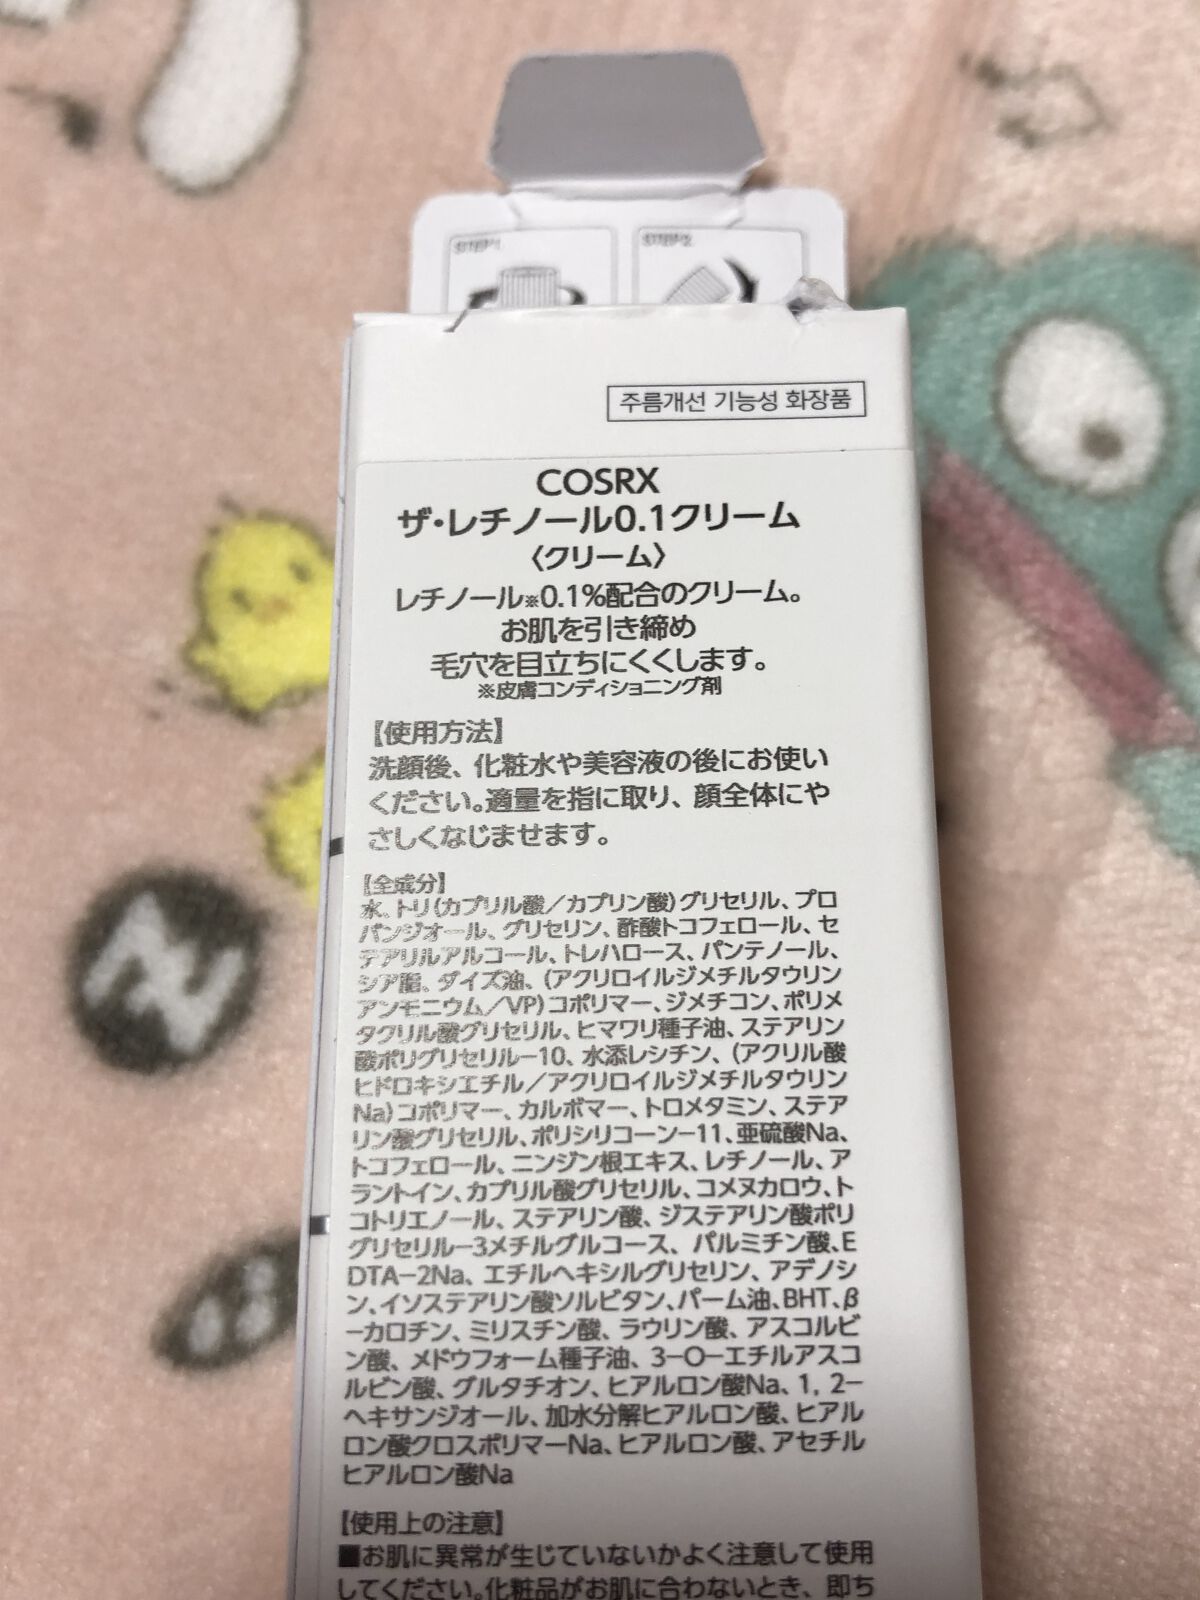 STEP1
STEP2
주름개선 기능성 화장품
COSRX
ザ・レチノール0.1クリーム
〈クリーム〉
レチノール※0.1%配合のクリーム。
お肌を引き締め
毛穴を目立ちにくくします。
※皮膚コンディショニング剤
【使用方法】
洗顔後、化粧水や美容液の後にお使い
ください。適量を指に取り、顔全体にや
さしくなじませます。
【全成分】
水、トリ(カプリル酸/カプリン酸)グリセリル、プロ
パンジオール、グリセリン、酢酸トコフェロール、セ
テアリルアルコール、トレハロース、パンテノール、
シア脂、ダイズ油、(アクリロイルジメチルタウリン
アンモニウム/VP)コポリマー、ジメチコン、ポリメ
タクリル酸グリセリル、ヒマワリ種子油、ステアリン
酸ポリグリセリル-10、水添レシチン、(アクリル酸
ヒドロキシエチル/アクリロイルジメチルタウリン
Na)コポリマー、カルボマー、トロメタミン、ステア
リン酸グリセリル、ポリシリコーン-11、亜硫酸Na、
トコフェロール、ニンジン根エキス、レチノール、ア
ラントイン、カプリル酸グリセリル、コメヌカロウ、ト
コトリエノール、ステアリン酸、ジステアリン酸ポリ
グリセリル-3メチルグルコース、パルミチン酸、E
DTA-2Na、エチルヘキシルグリセリン、アデノシ
ン、イソステアリン酸ソルビタン、パーム油、BHT、β
-カロチン、ミリスチン酸、ラウリン酸、アスコルビ
ン酸、メドウフォーム種子油、3-O-エチルアスコ
ルビン酸、グルタチオン、ヒアルロン酸Na、1, 2-
ヘキサンジオール、加水分解ヒアルロン酸、ヒアル
ロン酸クロスポリマーNa、ヒアルロン酸、アセチル
ヒアルロン酸Na
【使用上の注意】
■お肌に異常が生じていないかよく注意して使用
してください。化粧品がお肌に合わないとき、即ち